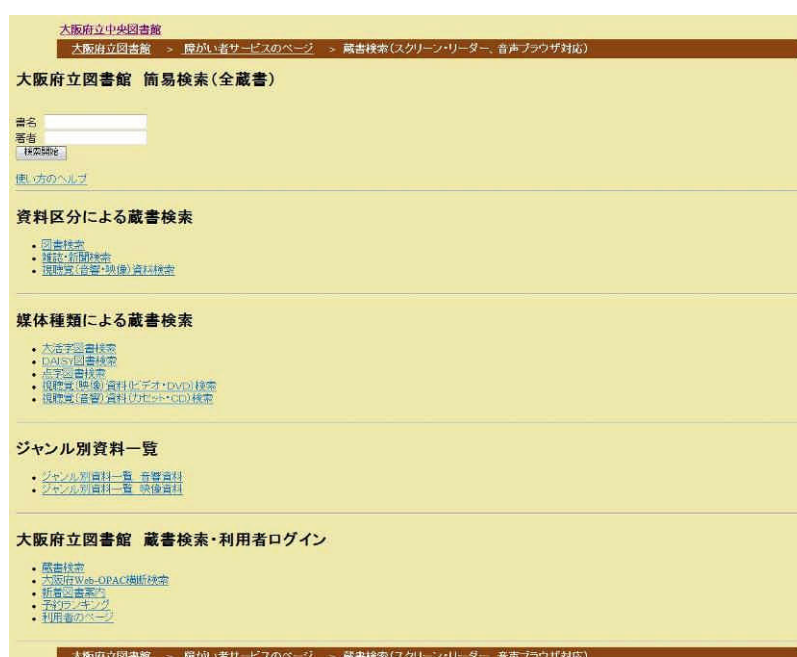 大阪府立中央図書館
大阪府立図書館 > 障がい者サービスのページ > 蔵書検索(スクリーン・リーダー、音声ブラウザ対応)
大阪府立図書館 簡易検索(全蔵書)
書名
著者
検索開始
使い方のヘルプ
資料区分による蔵書検索
・図書検索
・雑誌・新聞検索
・視聴覚(音響・映像)資料検索
媒体種類による蔵書検索
・大活字図書検索
・DAISY図書検索
・点字図書検索
・視聴覚(映像)資料(ビデオ・DVD)検索
・視聴覚(音響)資料(カセット・CD)検索
ジャンル別資料一覧
・ジャンル別資料一覧 音響資料
・ジャンル別資料一覧 映像資料
大阪府立図書館 蔵書検索・利用者ログイン
・蔵書検索
・大阪府Web-OPAC横断検索
・新着図書案内
・予約ランキング
・利用者のページ
大阪府立図書館 > 障がい者サービスのページ > 蔵書検索(スクリーン・リーダー、音声ブラウザ対応)